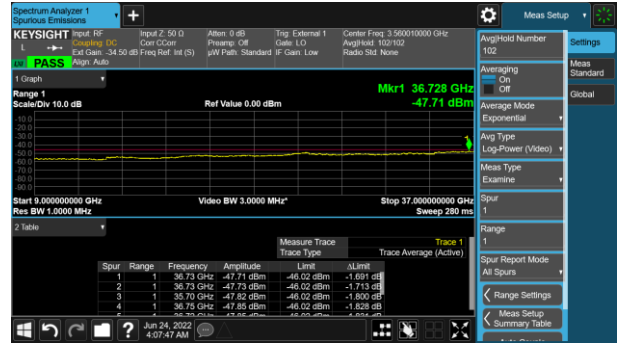 Spectrum Analyzer 1
Spurious Emissions
Meas Setup
KEYSIGHT
L
PASS
Input: RF
Coupling: DC
Ext Gain: -34.50 dB
Align: Auto
Input Z: 50 Ω
Corr CCorr
Freq Ref: Int (S)
Atten: 0 dB
Preamp: Off
µW Path: Standard
Trig: External 1
Gate: LO
IF Gain: Low
Center Freq: 3.560010000 GHz
Avg|Hold: 102/102
Radio Std: None
1 Graph
Range 1
Scale/Div 10.0 dB
Ref Value 0.00 dBm
Mkr1 36.728 GHz
-47.71 dBm
-10.0
-20.0
-30.0
-40.0
-50.0
-60.0
-70.0
-80.0
-90.0
1
Start 9.000000000 GHz
Video BW 3.0000 MHz*
Stop 37.000000000 GHz
Res BW 1.0000 MHz
Sweep 280 ms
2 Table
Measure Trace Trace 1
Trace Type Trace Average (Active)
Spur Range Frequency Amplitude Limit ΔLimit
1 1 36.73 GHz -47.71 dBm -46.02 dBm -1.691 dB
2 1 36.73 GHz -47.73 dBm -46.02 dBm -1.713 dB
3 1 35.70 GHz -47.82 dBm -46.02 dBm -1.800 dB
4 1 36.75 GHz -47.85 dBm -46.02 dBm -1.828 dB
Jun 24, 2022
4:07:47 AM
Avg|Hold Number
102
Averaging
On
Off
Average Mode
Exponential
Avg Type
Log-Power (Video)
Meas Type
Examine
Spur
1
Range
1
Spur Report Mode
All Spurs
Range Settings
Meas Setup
Summary Table
Settings
Meas
Standard
Global